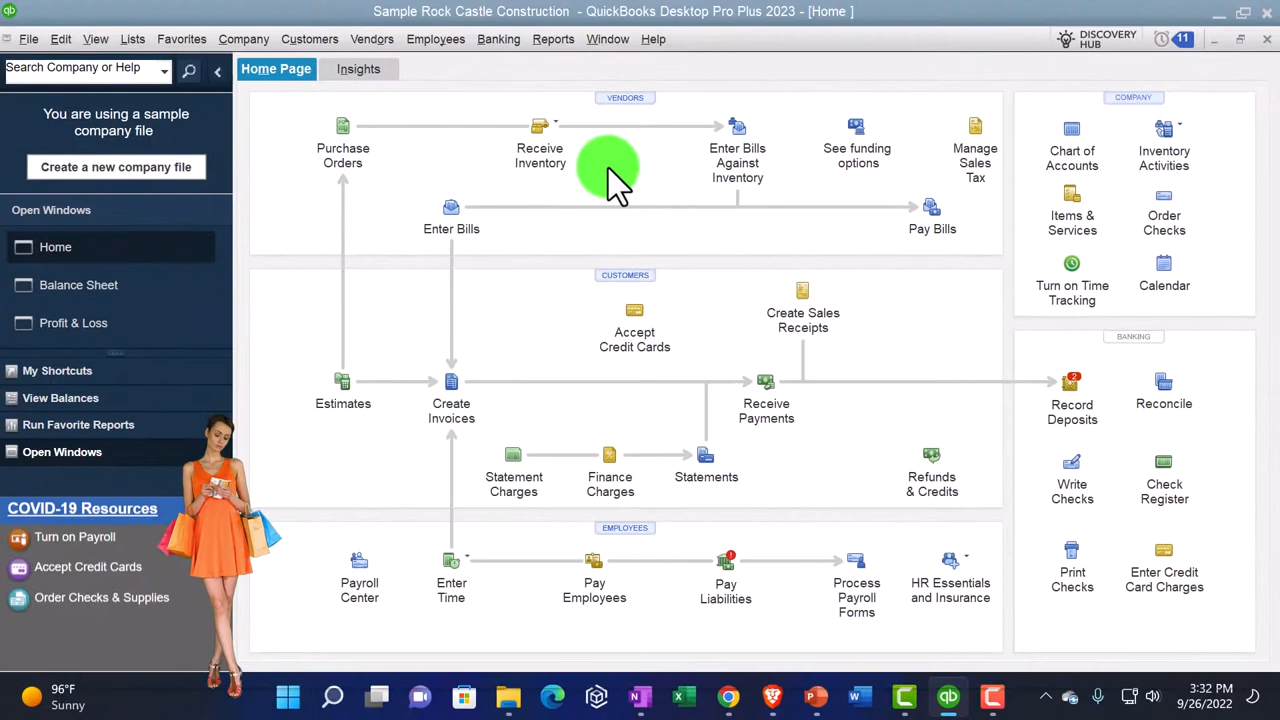 Sample Rock Castle Construction - QuickBooks Desktop Pro Plus 2023 - [Home ]
File Edit View Lists Favorites Company Customers Vendors Employees Banking Reports Window Help
DISCOVERY
HUB
11
Search Company or Help
Home Page
Insights
You are using a sample
company file
Create a new company file
Open Windows
Home
Balance Sheet
Profit & Loss
My Shortcuts
View Balances
Run Favorite Reports
Open Windows
COVID-19 Resources
Turn on Payroll
Accept Credit Cards
Order Checks & Supplies
VENDORS
Purchase
Orders
Receive
Inventory
Enter Bills
Against
Inventory
See funding
options
Manage
Sales
Tax
Enter Bills
Pay Bills
CUSTOMERS
Accept
Credit Cards
Create Sales
Receipts
Estimates
Create
Invoices
Receive
Payments
Statement
Charges
Finance
Charges
Statements
Refunds
& Credits
EMPLOYEES
Payroll
Center
Enter
Time
Pay
Employees
Pay
Liabilities
Process
Payroll
Forms
HR Essentials
and Insurance
COMPANY
Chart of
Accounts
Inventory
Activities
Items &
Services
Order
Checks
Turn on Time
Tracking
Calendar
BANKING
2
Record
Deposits
Reconcile
Write
Checks
Check
Register
Print
Checks
Enter Credit
Card Charges
96°F
Sunny
3:32 PM
9/26/2022